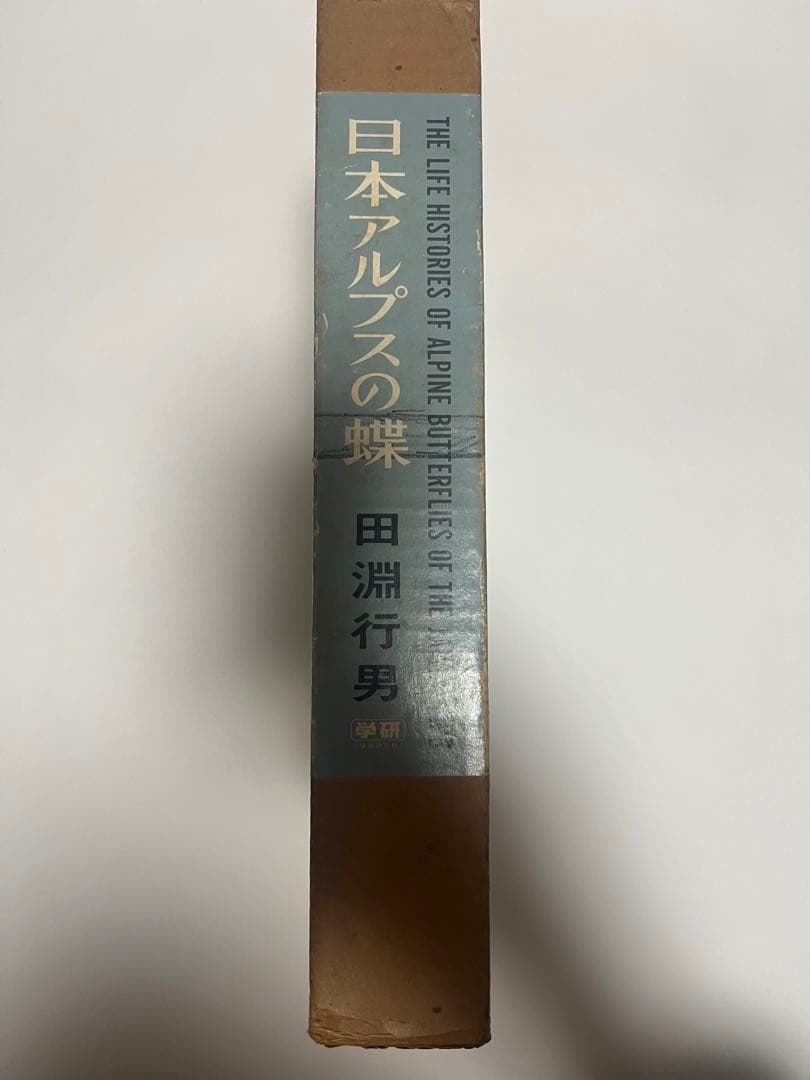 日本アルプスの蝶
THE LIFE HISTORIES OF ALPINE BUTTERFLIES OF THE
田淵行男
学研